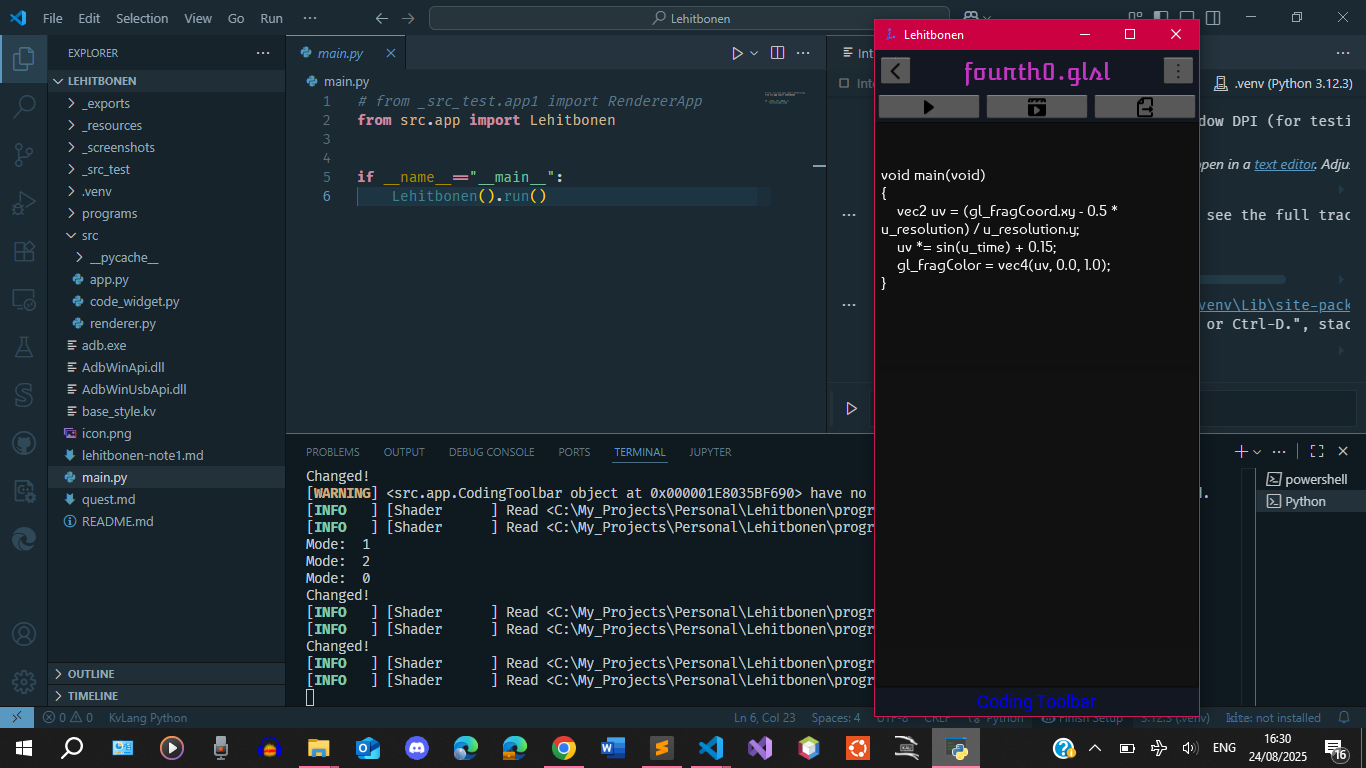 File Edit Selection View Go Run ··· Lehitbonen
EXPLORER ···
LEHITBONEN
_exports
_resources
_screenshots
_src_test
.venv
programs
src
__pycache__
app.py
code_widget.py
renderer.py
adb.exe
AdbWinApi.dll
AdbWinUsbApi.dll
base_style.kv
icon.png
lehitbonen-note1.md
main.py
quest.md
README.md
OUTLINE
TIMELINE
main.py
main.py
1 # from _src_test.app1 import RendererApp
2 from src.app import Lehitbonen
3
4
5 if __name__=="__main__":
6 Lehitbonen().run()
Int
Inte
.venv (Python 3.12.3)
dow DPI (for testi
open in a text editor. Adjus
see the full trac
venv\Lib\site-pack
or Ctrl-D.", stac
Lehitbonen
fourth0.glsl
void main(void)
{
vec2 uv = (gl_FragCoord.xy - 0.5 *
u_resolution) / u_resolution.y;
uv *= sin(u_time) + 0.15;
gl_FragColor = vec4(uv, 0.0, 1.0);
}
Coding Toolbar
PROBLEMS OUTPUT DEBUG CONSOLE PORTS TERMINAL JUPYTER
Changed!
[WARNING] <src.app.CodingToolbar object at 0x000001E8035BF690> have no
[INFO ] [Shader ] Read <C:\My_Projects\Personal\Lehitbonen\progr
[INFO ] [Shader ] Read <C:\My_Projects\Personal\Lehitbonen\progr
Mode: 1
Mode: 2
Mode: 0
Changed!
[INFO ] [Shader ] Read <C:\My_Projects\Personal\Lehitbonen\progr
[INFO ] [Shader ] Read <C:\My_Projects\Personal\Lehitbonen\progr
Changed!
[INFO ] [Shader ] Read <C:\My_Projects\Personal\Lehitbonen\progr
[INFO ] [Shader ] Read <C:\My_Projects\Personal\Lehitbonen\progr
powershell
Python
0 0 KvLang Python Ln 6, Col 23 Spaces: 4 UTF-8 CRLF Python Finish Setup 3.12.3 (.venv) kite: not installed
ENG 16:30
24/08/2025
16